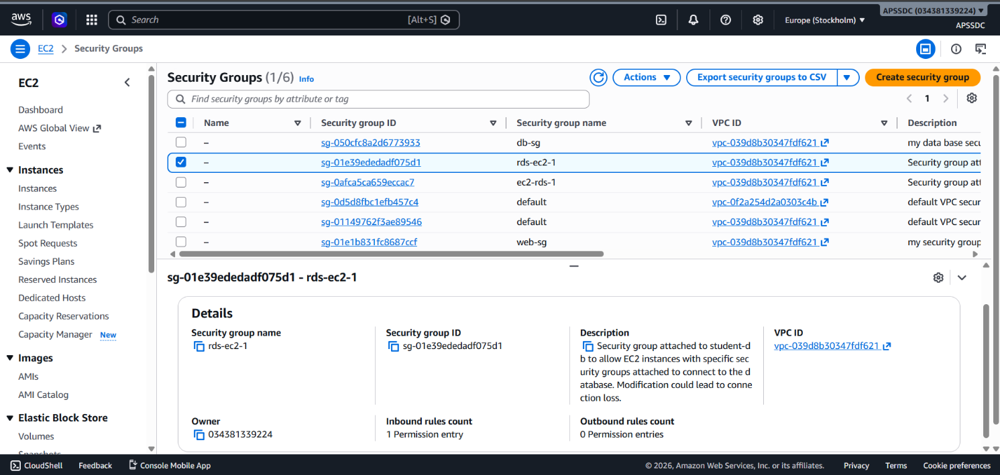 aws
Search [Alt+S]
Europe (Stockholm)
APSSDC (034381339224)
APSSDC
EC2 Security Groups
EC2
Dashboard
AWS Global View
Events
Instances
Instances
Instance Types
Launch Templates
Spot Requests
Savings Plans
Reserved Instances
Dedicated Hosts
Capacity Reservations
Capacity Manager New
Images
AMIs
AMI Catalog
Elastic Block Store
Volumes
Snapshots
Security Groups (1/6) Info
Actions
Export security groups to CSV
Create security group
Find security groups by attribute or tag
1
Name Security group ID Security group name VPC ID Description
– sg-050cfc8a2d6773933 db-sg vpc-039d8b30347fdf621 my data base secu
– sg-01e39ededadf075d1 rds-ec2-1 vpc-039d8b30347fdf621 Security group att
– sg-0afca5ca659eccac7 ec2-rds-1 vpc-039d8b30347fdf621 Security group att
– sg-0d5d8fbc1efb457c4 default vpc-0f2a254d2a0303c4b default VPC secur
– sg-01149762f3ae89546 default vpc-039d8b30347fdf621 default VPC secur
– sg-01e1b831fc8687ccf web-sg vpc-039d8b30347fdf621 my security group
sg-01e39ededadf075d1 - rds-ec2-1
Details
Security group name
rds-ec2-1
Security group ID
sg-01e39ededadf075d1
Description
Security group attached to student-d
b to allow EC2 instances with specific sec
urity groups attached to connect to the d
atabase. Modification could lead to conne
ction loss.
VPC ID
vpc-039d8b30347fdf621
Owner
034381339224
Inbound rules count
1 Permission entry
Outbound rules count
0 Permission entries
CloudShell Feedback Console Mobile App
© 2026, Amazon Web Services, Inc. or its affiliates. Privacy Terms Cookie preferences